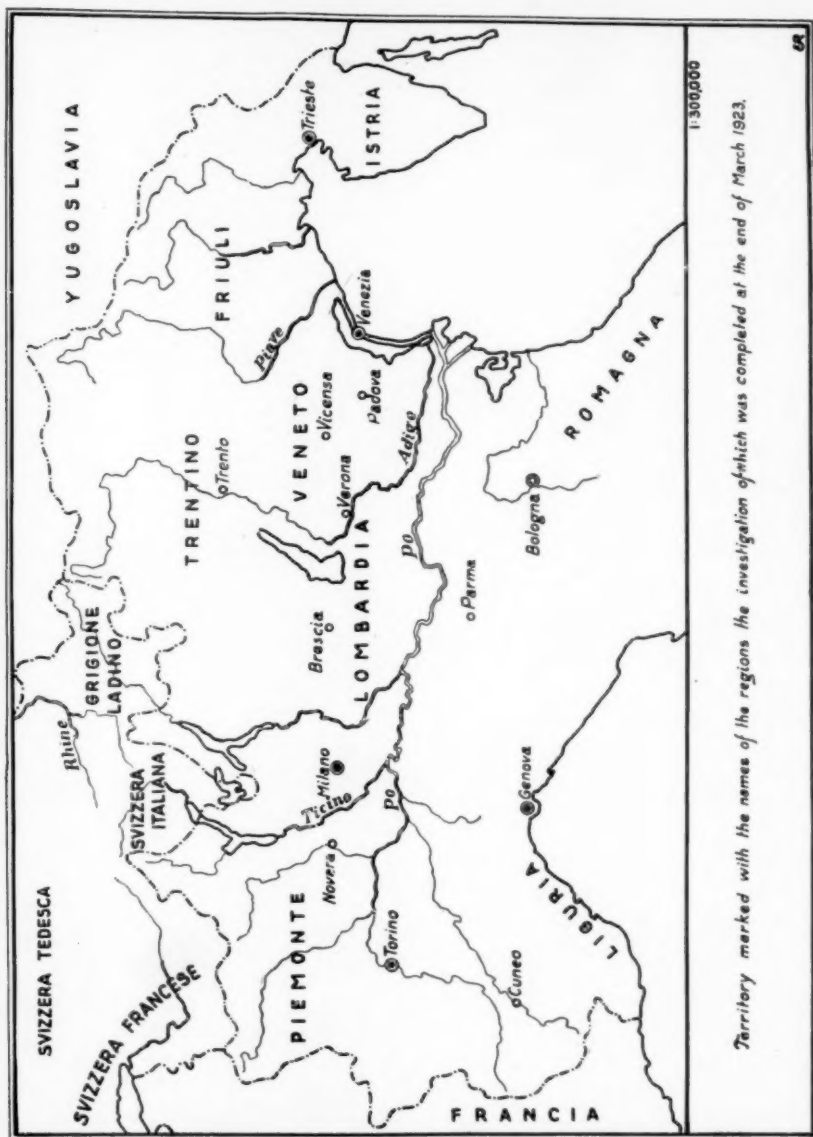 YUGOSLAVIA
SVIZZERA TEDESCA
Rhine
GRIGIONE
LADINO
SVIZZERA
ITALIANA
SVIZZERA FRANCESE
TRENTINO
Trento
FRIULI
Piave
Trieste
ISTRIA
Venezia
VENETO
Vicensa
Padova
Verona
Adige
Brescia
LOMBARDIA
Milano
Ticino
Novera
PIEMONTE
Torino
Po
Po
Parma
Bologna
ROMAGNA
Genova
LIGURIA
Cuneo
FRANCIA
1:300,000
Territory marked with the names of the regions the investigation of which was completed at the end of March 1923.